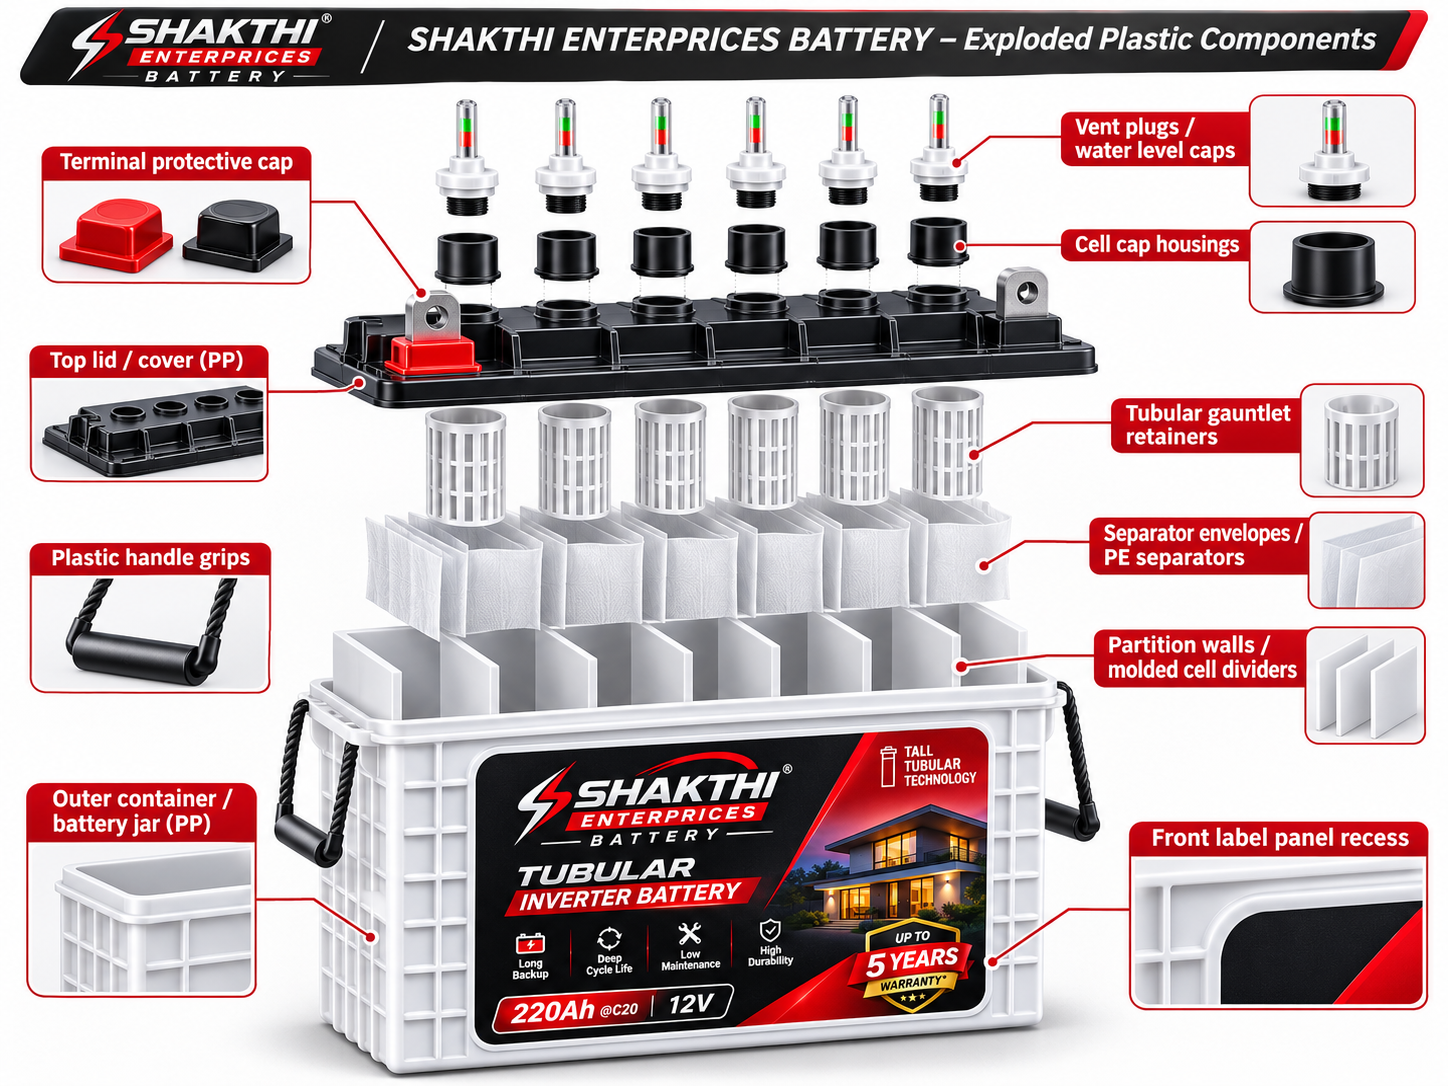 SHAKTHI®
ENTERPRICES
BATTERY
SHAKTHI ENTERPRICES BATTERY – Exploded Plastic Components
Terminal protective cap
Vent plugs /
water level caps
Cell cap housings
Top lid / cover (PP)
Tubular gauntlet
retainers
Plastic handle grips
Separator envelopes /
PE separators
Partition walls /
molded cell dividers
Outer container /
battery jar (PP)
Front label panel recess
SHAKTHI®
ENTERPRICES
BATTERY
TALL
TUBULAR
TECHNOLOGY
TUBULAR
INVERTER BATTERY
Long
Backup
Deep
Cycle Life
Low
Maintenance
High
Durability
UP TO
5 YEARS
WARRANTY*
220Ah @C20 | 12V